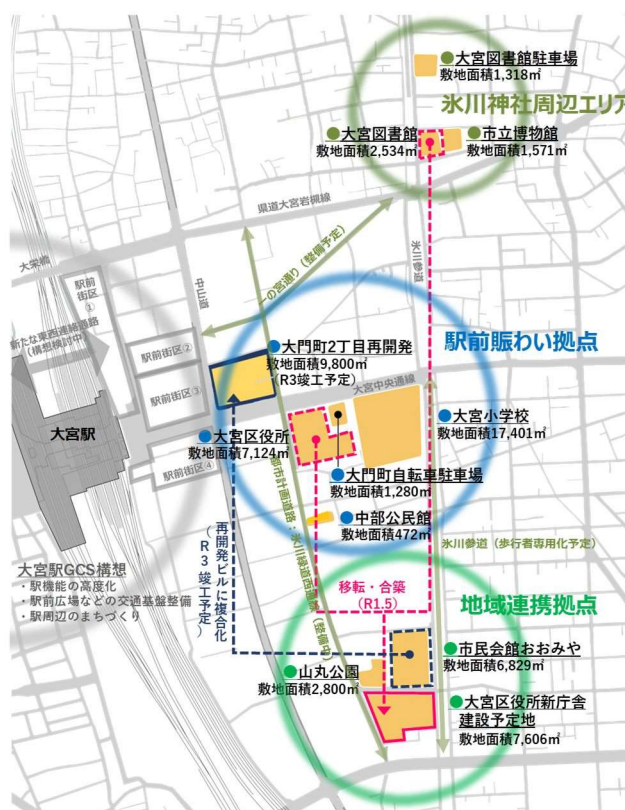 ●大宮図書館駐車場
敷地面積1,318㎡
氷川神社周辺エリア
●大宮図書館
敷地面積2,534㎡
●市立博物館
敷地面積1,571㎡
県道大宮岩槻線
氷川参道
大栄橋
中山道
一の宮通り（整備予定）
駅前
街区
①
新たな東西連絡通路
（構想検討中）
駅前街区②
駅前街区③
駅前街区④
大宮駅
●大門町2丁目再開発
敷地面積9,800㎡
（R3竣工予定）
駅前賑わい拠点
大宮中央通線
●大宮区役所
敷地面積7,124㎡
●大宮小学校
敷地面積17,401㎡
●大門町自転車駐車場
敷地面積1,280㎡
●中部公民館
敷地面積472㎡
都市計画道路：氷川緑道西通線（整備中）
氷川参道（歩行者専用化予定）
再開発ビルに複合化
（R3竣工予定）
大宮駅GCS構想
・駅機能の高度化
・駅前広場などの交通基盤整備
・駅周辺のまちづくり
移転・合築
（R1.5）
地域連携拠点
●市民会館おおみや
敷地面積6,829㎡
●山丸公園
敷地面積2,800㎡
●大宮区役所新庁舎
建設予定地
敷地面積7,606㎡